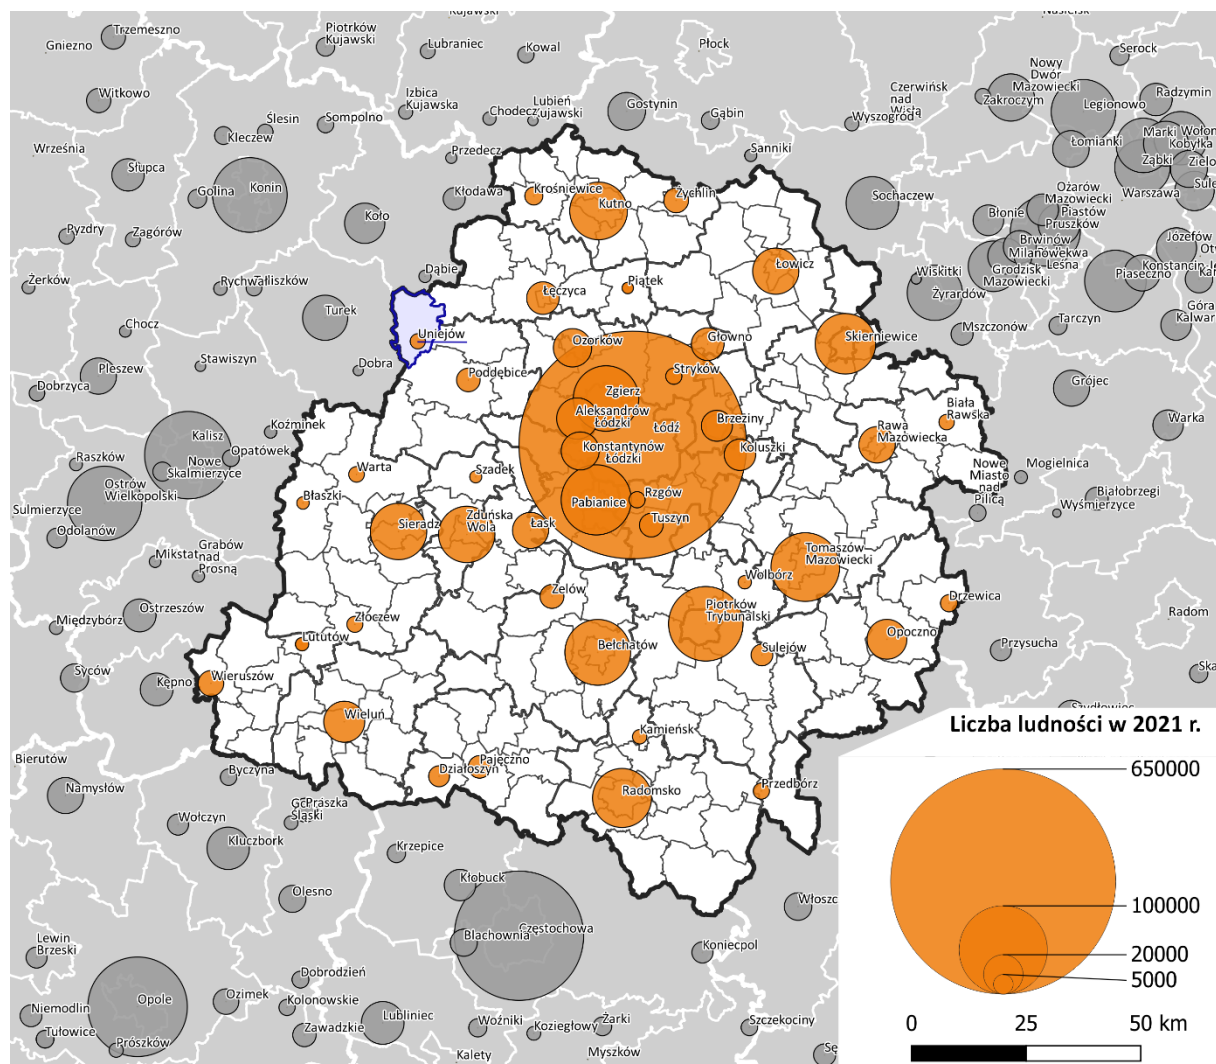 Kujawski
Nasielsk
Trzemeszno
Piotrków
Kujawski
Gniezno
Lubraniec
Kowal
Płock
Serock
Nowy
Dwór
Mazowiecki
Zakroczym
Legionowo
Radzymin
Czerwińsk
nad
Wisłą
Wyszogród
Witkowo
Izbica
Kujawska
Chodecz
Lubień
Kujawski
Gostynin
Gąbin
Ślesin
Sompolno
Kleczew
Września
Słupca
Przedecz
Sanniki
Łomianki
Marki
Kobyłka
Ząbki
Warszawa
Golina
Konin
Kłodawa
Krośniewice
Kutno
Żychlin
Sochaczew
Ożarów
Mazowiecki
Piastów
Pruszków
Błonie
Brwinów
Milanówek
Leśna
Grodzisk
Mazowiecki
Józefów
Koło
Pyzdry
Zagórów
Żerków
Rychwał
Tuliszków
Dąbie
Łęczyca
Piątek
Łowicz
Wiskitki
Żyrardów
Piaseczno
Góra
Kalwaria
Turek
Chocz
Uniejów
Ozorków
Głowno
Skierniewice
Mszczonów
Tarczyn
Stawiszyn
Dobra
Pleszew
Dobrzyca
Poddębice
Stryków
Zgierz
Grójec
Warka
Aleksandrów
Łódzki
Łódź
Brzeziny
Biała
Rawska
Rawa
Mazowiecka
Koźminek
Kalisz
Opatówek
Nowe
Skalmierzyce
Konstantynów
Łódzki
Koluszki
Raszków
Ostrów
Wielkopolski
Sulmierzyce
Odolanów
Warta
Szadek
Błaszki
Pabianice
Rzgów
Tuszyn
Nowe
Miasto
nad
Pilicą
Mogielnica
Białobrzegi
Wyśmierzyce
Sieradz
Zduńska
Wola
Łask
Mikstat
Grabów
nad
Prosną
Tomaszów
Mazowiecki
Wolbórz
Zelów
Drzewica
Radom
Ostrzeszów
Międzybórz
Złoczew
Piotrków
Trybunalski
Lututów
Bełchatów
Sulejów
Opoczno
Przysucha
Syców
Kępno
Wieruszów
Szydłowiec
Wieluń
Kamieńsk
Liczba ludności w 2021 r.
Bierutów
Byczyna
Działoszyn
Pajęczno
Radomsko
Przedbórz
650000
Namysłów
Praszka
Śląski
Wołczyn
Kluczbork
Krzepice
Kłobuck
Olesno
100000
Blachownia
Częstochowa
Koniecpol
Lewin
Brzeski
20000
5000
Dobrodzień
Opole
Ozimek
Kolonowskie
Niemodlin
Tułowice
Prószków
Zawadzkie
Lubliniec
Woźniki
Koziegłowy
Żarki
Szczekociny
Kalety
Myszków
0
25
50 km